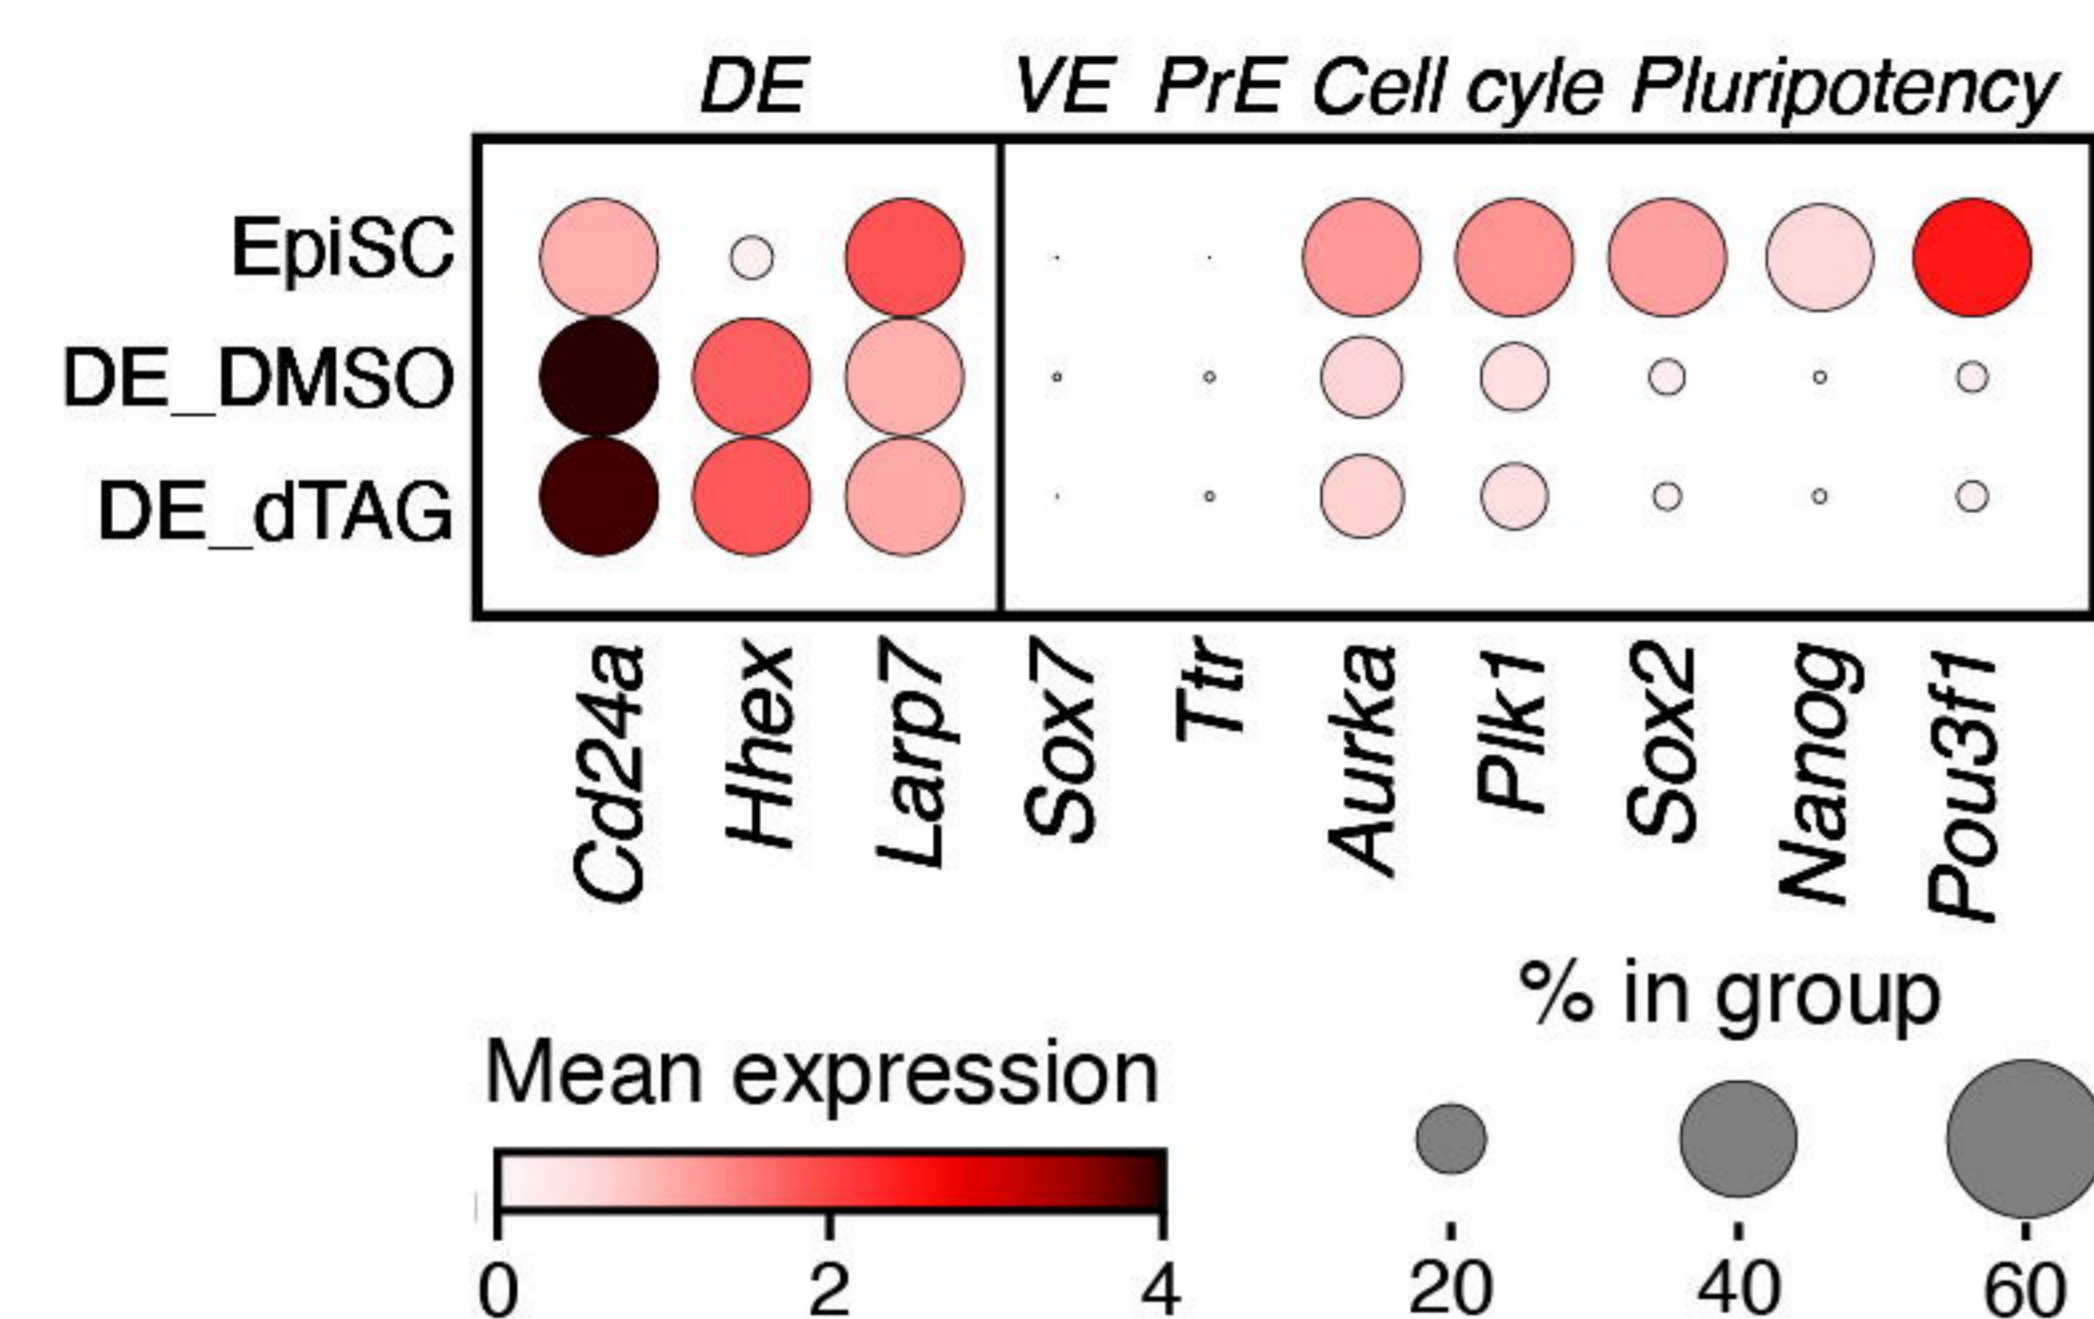 DE VE PrE Cell cyle Pluripotency
EpiSC
DE_DMSO
DE_dTAG
Cd24a Hhex Larp7 Sox7 Ttr Aurka Plk1 Sox2 Nanog Pou3f1
Mean expression
0 2 4
% in group
20 40 60